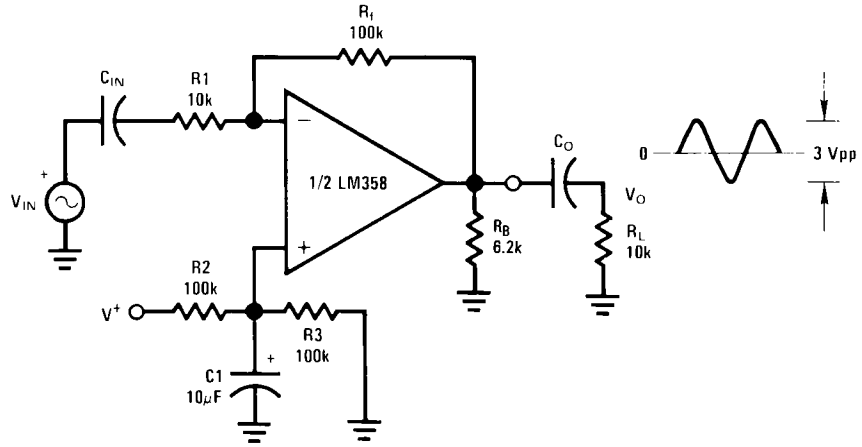 Rf
100k
CIN
R1
10k
−
1/2 LM358
+
VIN
+
CO
0
3 Vpp
VO
RB
6.2k
RL
10k
R2
100k
V+
R3
100k
+
C1
10μF